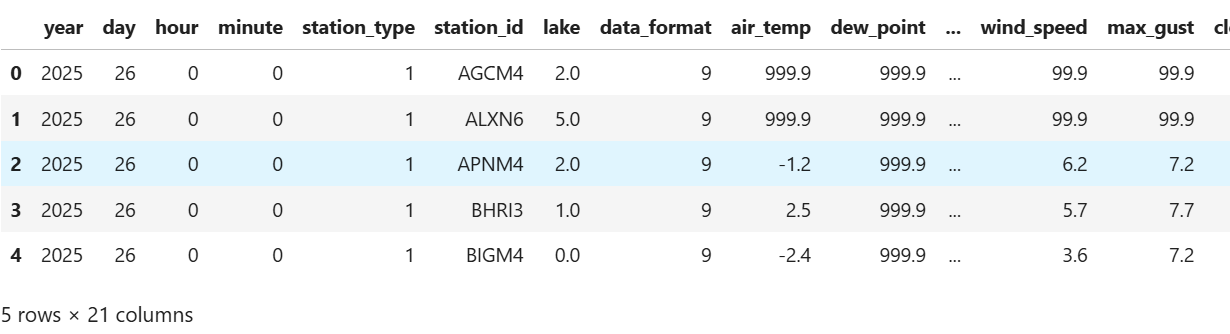 year day hour minute station_type station_id lake data_format air_temp dew_point ... wind_speed max_gust
0 2025 26 0 0 1 AGCM4 2.0 9 999.9 999.9 ... 99.9 99.9
1 2025 26 0 0 1 ALXN6 5.0 9 999.9 999.9 ... 99.9 99.9
2 2025 26 0 0 1 APNM4 2.0 9 -1.2 999.9 ... 6.2 7.2
3 2025 26 0 0 1 BHRI3 1.0 9 2.5 999.9 ... 5.7 7.7
4 2025 26 0 0 1 BIGM4 0.0 9 -2.4 999.9 ... 3.6 7.2
5 rows × 21 columns